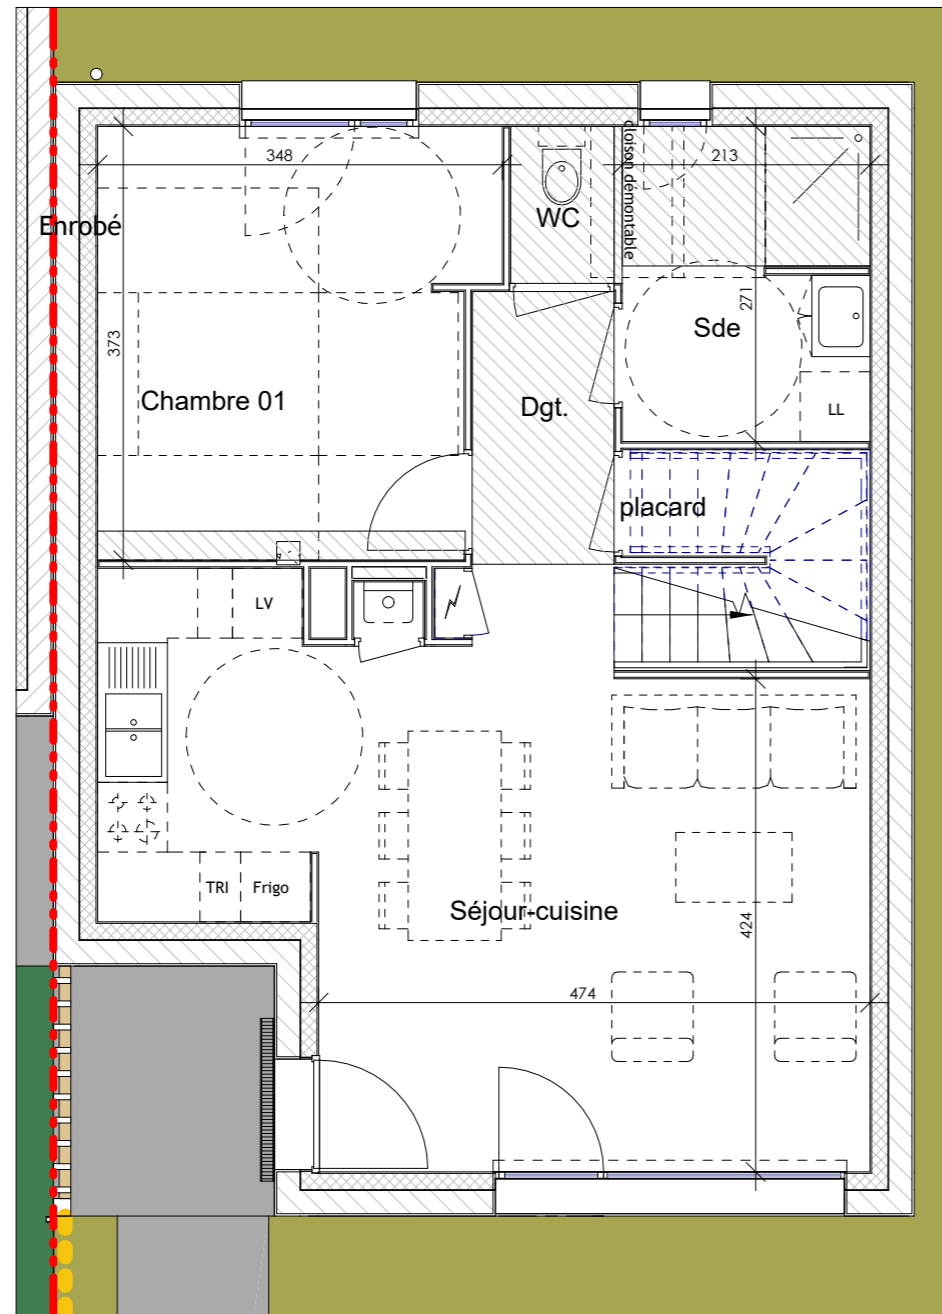 348
cloison démontable
213
Enrobé
WC
271
Sde
373
Chambre 01
Dgt.
LL
placard
LV
TRI
Frigo
Séjour-cuisine
424
474